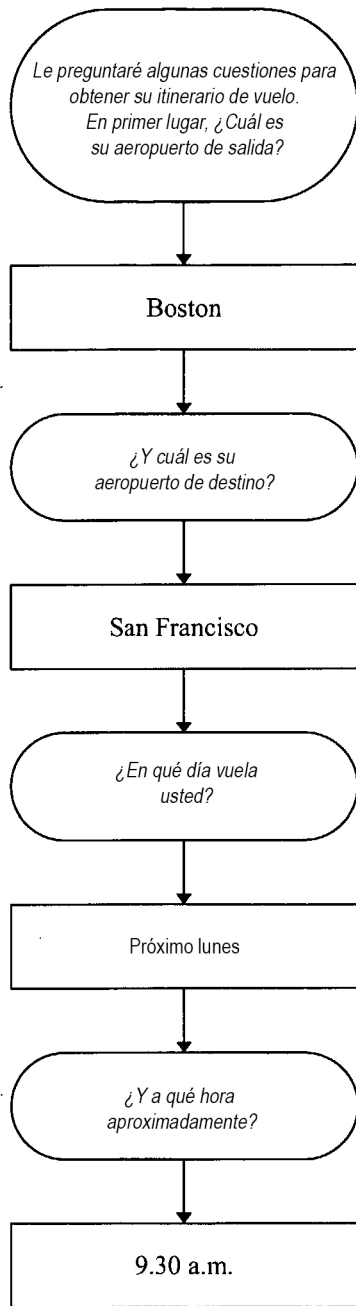 Le preguntaré algunas cuestiones para
obtener su itinerario de vuelo.
En primer lugar, ¿Cuál es
su aeropuerto de salida?
Boston
¿Y cuál es su
aeropuerto de destino?
San Francisco
¿En qué día vuela
usted?
Próximo lunes
¿Y a qué hora
aproximadamente?
9.30 a.m.